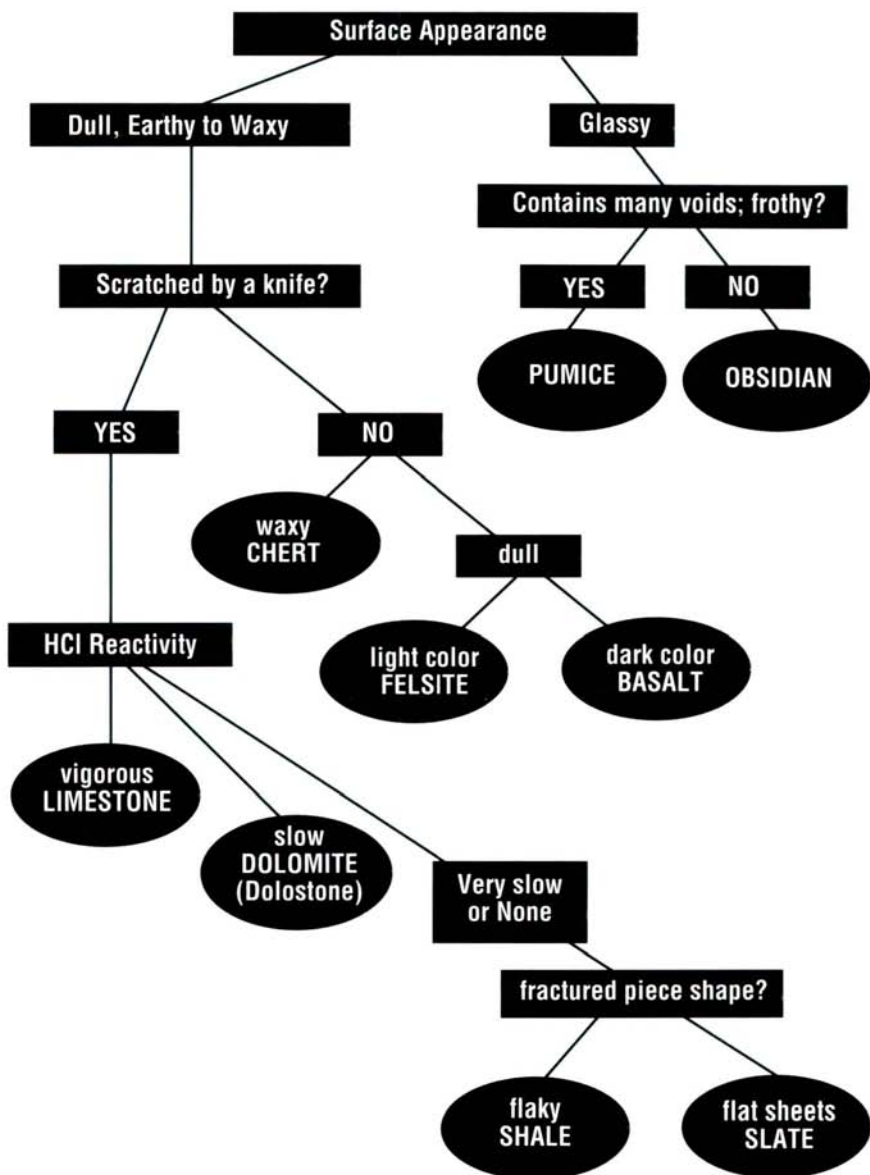 Surface Appearance
Dull, Earthy to Waxy
Glassy
Contains many voids; frothy?
Scratched by a knife?
YES
NO
PUMICE
OBSIDIAN
YES
NO
waxy
CHERT
dull
HCl Reactivity
light color
FELSITE
dark color
BASALT
vigorous
LIMESTONE
slow
DOLOMITE
(Dolostone)
Very slow
or None
fractured piece shape?
flaky
SHALE
flat sheets
SLATE